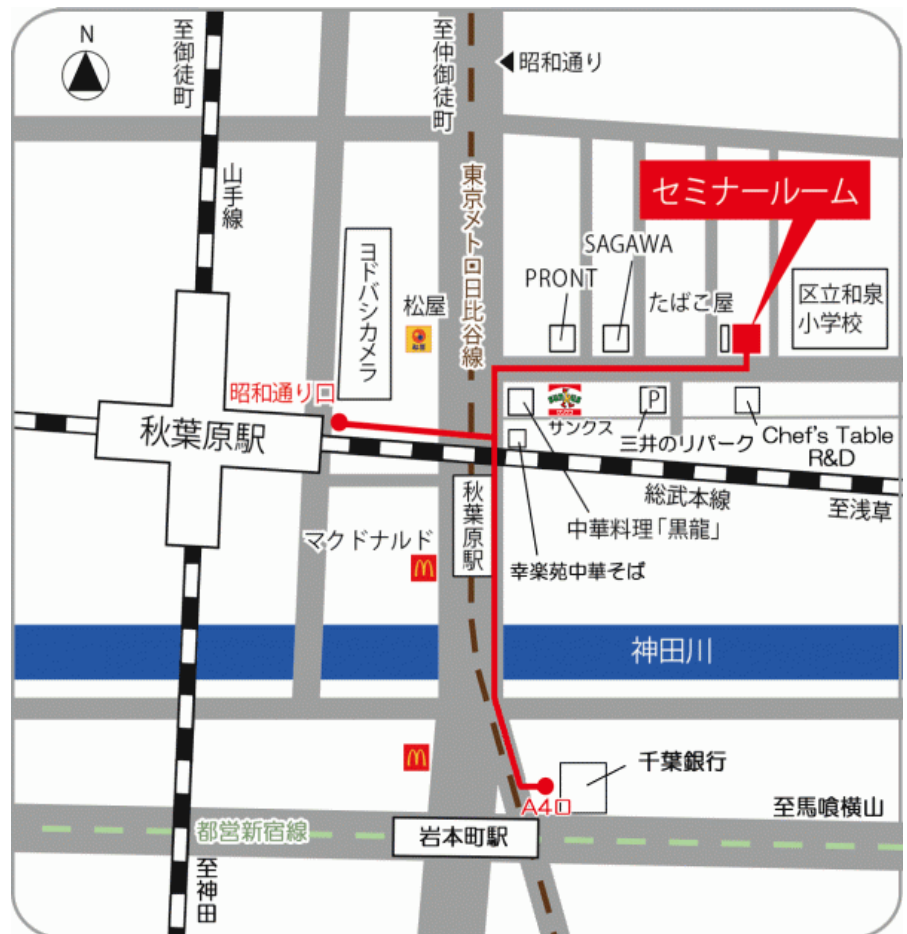 N
至御徒町
至仲御徒町
昭和通り
山手線
東京メトロ日比谷線
セミナールーム
SAGAWA
PRONT
たばこ屋
区立和泉
小学校
ヨドバシカメラ
松屋
松屋
昭和通り口
秋葉原駅
サンクス
P
三井のリパーク
Chef's Table
R&D
総武本線
至浅草
秋葉原駅
中華料理「黒龍」
マクドナルド
幸楽苑中華そば
神田川
千葉銀行
A4口
至馬喰横山
都営新宿線
岩本町駅
至神田